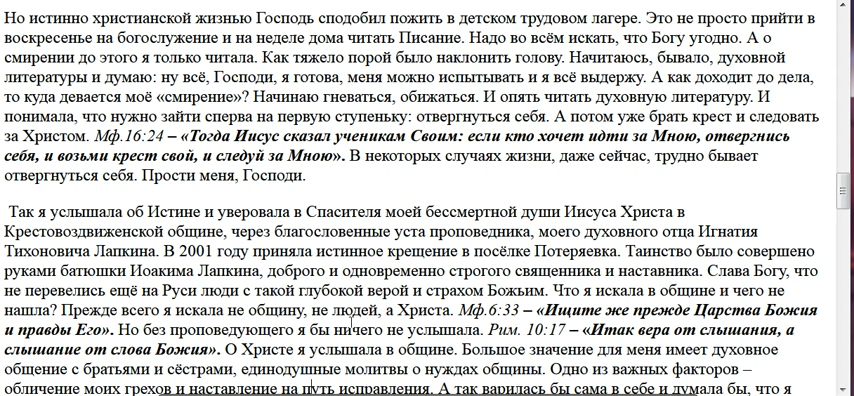 Но истинно христианской жизнью Господь сподобил пожить в детском трудовом лагере. Это не просто прийти в
воскресенье на богослужение и на неделе дома читать Писание. Надо во всём искать, что Богу угодно. А о
смирении до этого я только читала. Как тяжело порой было наклонить голову. Начитаюсь, бывало, духовной
литературы и думаю: ну всё, Господи, я готова, меня можно испытывать и я всё выдержу. А как доходит до дела,
то куда девается моё «смирение»? Начинаю гневаться, обижаться. И опять читать духовную литературу. И
понимала, что нужно зайти сперва на первую ступеньку: отвергнуться себя. А потом уже брать крест и следовать
за Христом. Мф.16:24 – «Тогда Иисус сказал ученикам Своим: если кто хочет идти за Мною, отвергнись
себя, и возьми крест свой, и следуй за Мною». В некоторых случаях жизни, даже сейчас, трудно бывает
отвергнуться себя. Прости меня, Господи.
Так я услышала об Истине и уверовала в Спасителя моей бессмертной души Иисуса Христа в
Крестовоздвиженской общине, через благословенные уста проповедника, моего духовного отца Игнатия
Тихоновича Лапкина. В 2001 году приняла истинное крещение в посёлке Потеряевка. Таинство было совершено
руками батюшки Иоакима Лапкина, доброго и одновременно строгого священника и наставника. Слава Богу, что
не перевелись ещё на Руси люди с такой глубокой верой и страхом Божьим. Что я искала в общине и чего не
нашла? Прежде всего я искала не общину, не людей, а Христа. Мф.6:33 – «Ищите же прежде Царства Божия
и правды Его». Но без проповедующего я бы ничего не услышала. Рим. 10:17 – «Итак вера от слышания, а
слышание от слова Божия». О Христе я услышала в общине. Большое значение для меня имеет духовное
общение с братьями и сёстрами, единодушные молитвы о нуждах общины. Одно из важных факторов –
обличение моих грехов и наставление на путь исправления. А так варилась бы сама в себе и думала бы, что я